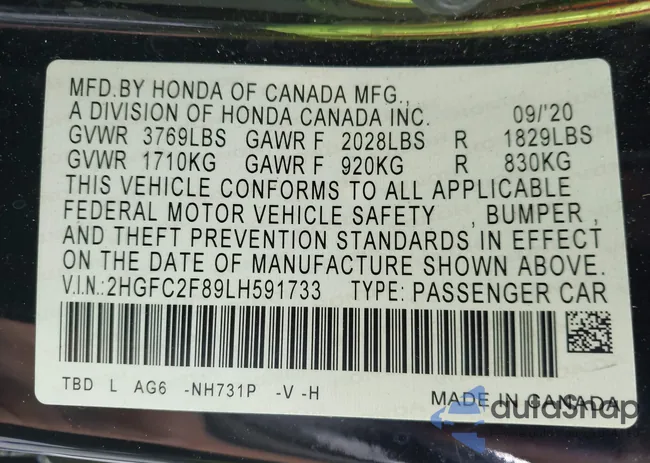 MFD.BY HONDA OF CANADA MFG.,
A DIVISION OF HONDA CANADA INC. 09/'20
GVWR 3769LBS GAWR F 2028LBS R 1829LBS
GVWR 1710KG GAWR F 920KG R 830KG
THIS VEHICLE CONFORMS TO ALL APPLICABLE
FEDERAL MOTOR VEHICLE SAFETY , BUMPER ,
AND THEFT PREVENTION STANDARDS IN EFFECT
ON THE DATE OF MANUFACTURE SHOWN ABOVE.
V.I.N.:2HGFC2F89LH591733 TYPE: PASSENGER CAR
TBD L AG6 -NH731P -V -H MADE IN CANADA
autoSnap